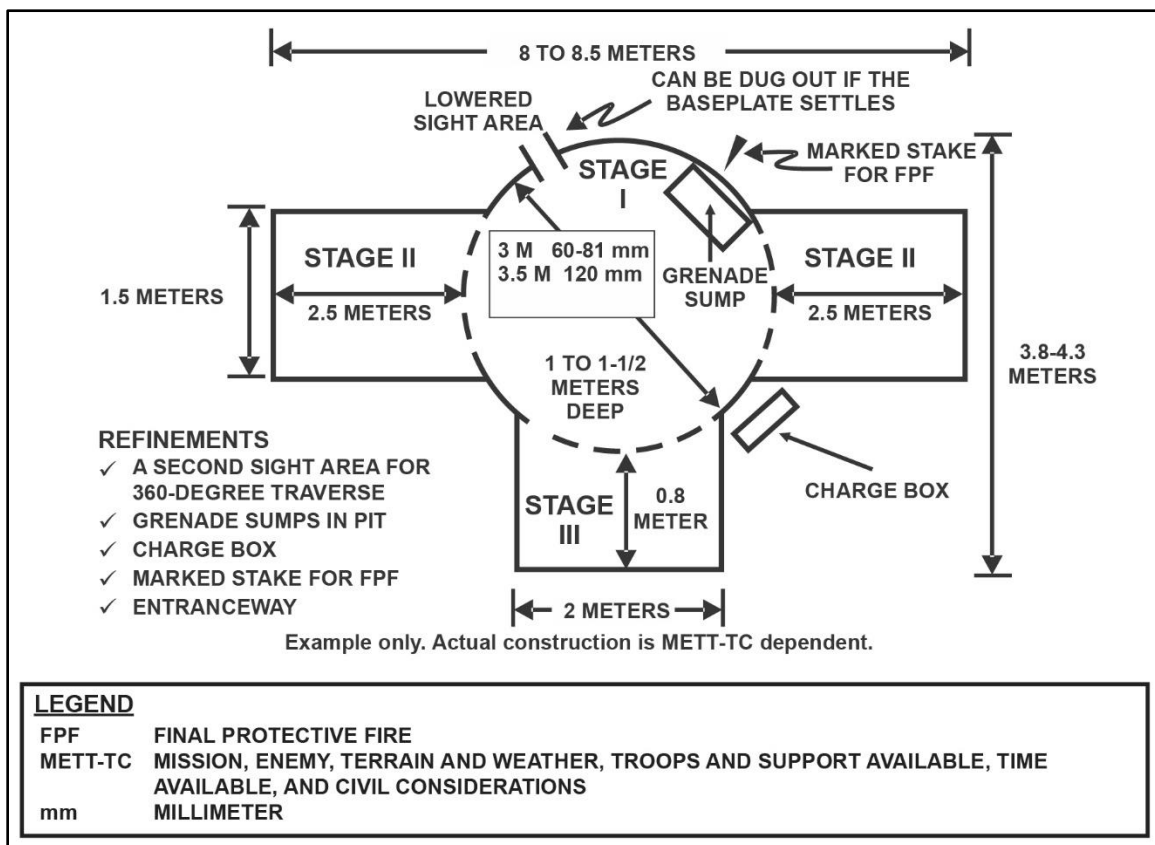 8 TO 8.5 METERS
CAN BE DUG OUT IF THE
BASEPLATE SETTLES
LOWERED
SIGHT AREA
MARKED STAKE
FOR FPF
STAGE
I
STAGE II
3 M 60-81 mm
3.5 M 120 mm
GRENADE
SUMP
STAGE II
1.5 METERS
2.5 METERS
2.5 METERS
3.8-4.3
METERS
1 TO 1-1/2
METERS
DEEP
REFINEMENTS
✓ A SECOND SIGHT AREA FOR
360-DEGREE TRAVERSE
✓ GRENADE SUMPS IN PIT
✓ CHARGE BOX
✓ MARKED STAKE FOR FPF
✓ ENTRANCEWAY
STAGE
III
0.8
METER
CHARGE BOX
2 METERS
Example only. Actual construction is METT-TC dependent.
LEGEND
FPF FINAL PROTECTIVE FIRE
METT-TC MISSION, ENEMY, TERRAIN AND WEATHER, TROOPS AND SUPPORT AVAILABLE, TIME
AVAILABLE, AND CIVIL CONSIDERATIONS
mm MILLIMETER